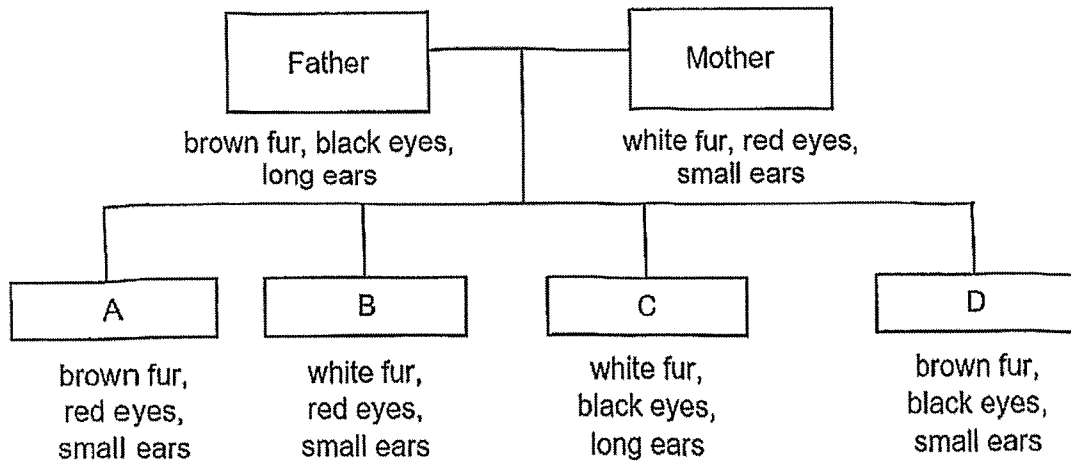 Father
Mother
brown fur, black eyes,
long ears
white fur, red eyes,
small ears
A
B
C
D
brown fur,
red eyes,
small ears
white fur,
red eyes,
small ears
white fur,
black eyes,
long ears
brown fur,
black eyes,
small ears